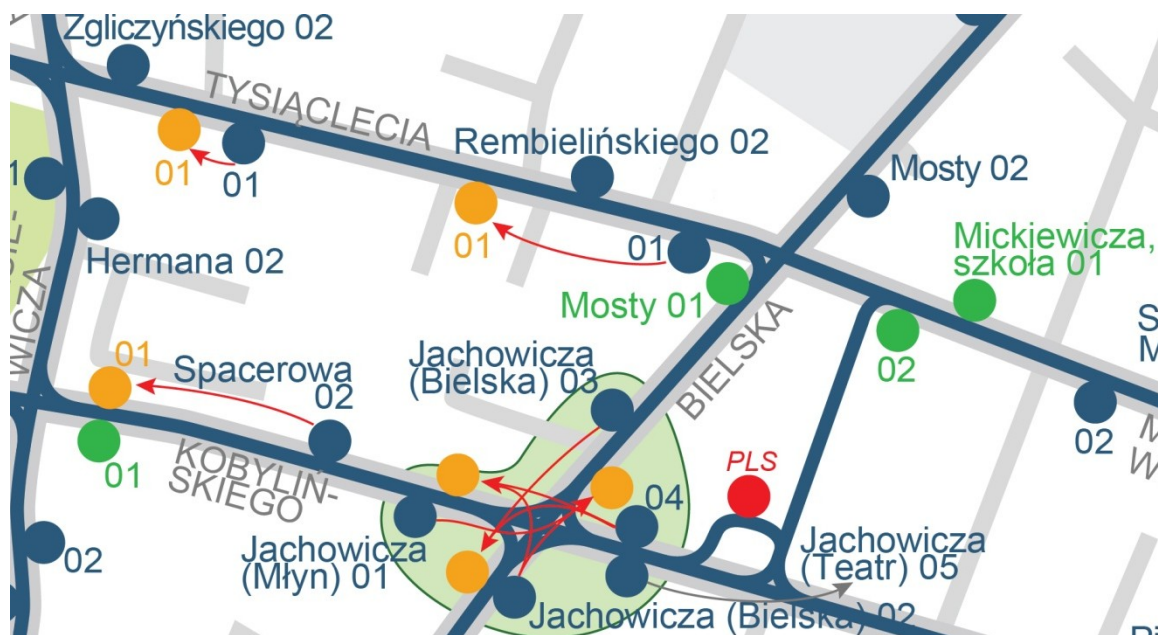 Zgliczyńskiego 02
TYSIĄCLECIA
01
01
Rembielińskiego 02
01
01
Mosty 02
Mickiewicza,
szkoła 01
Mosty 01
02
02
Hermana 02
WICZA
01
Spacerowa
02
01
KOBYLIŃ-
SKIEGO
02
Jachowicza
(Bielska) 03
BIELSKA
PLS
04
Jachowicza
(Młyn) 01
Jachowicza
(Teatr) 05
Jachowicza (Bielska) 02